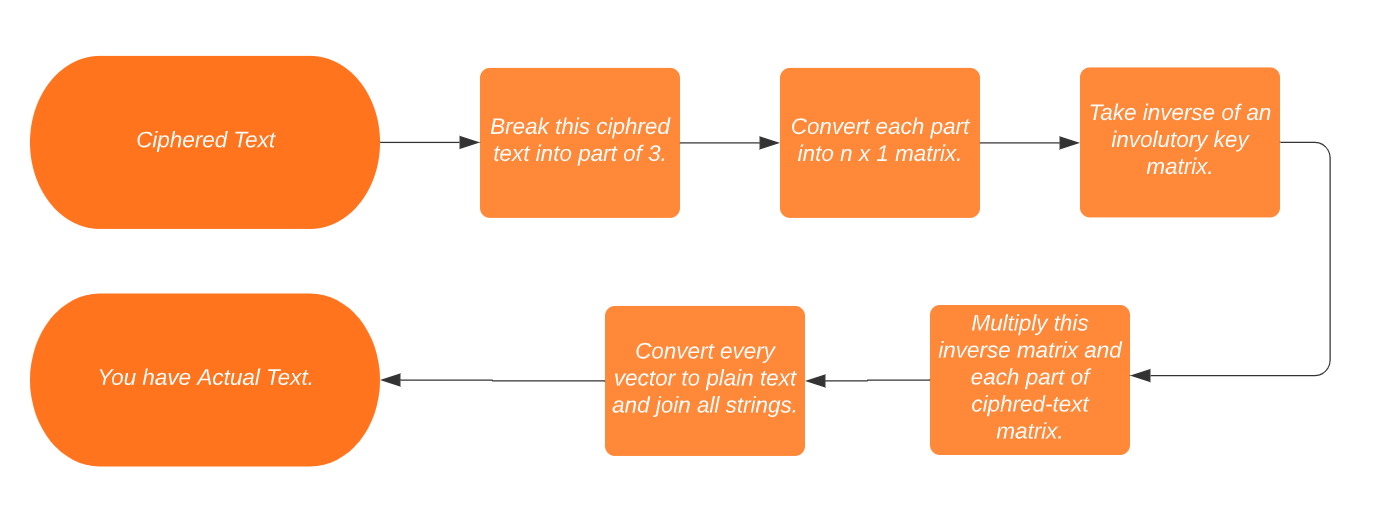 Ciphered Text
Break this ciphred
text into part of 3.
Convert each part
into n x 1 matrix.
Take inverse of an
involutory key
matrix.
Multiply this
inverse matrix and
each part of
ciphred-text
matrix.
Convert every
vector to plain text
and join all strings.
You have Actual Text.